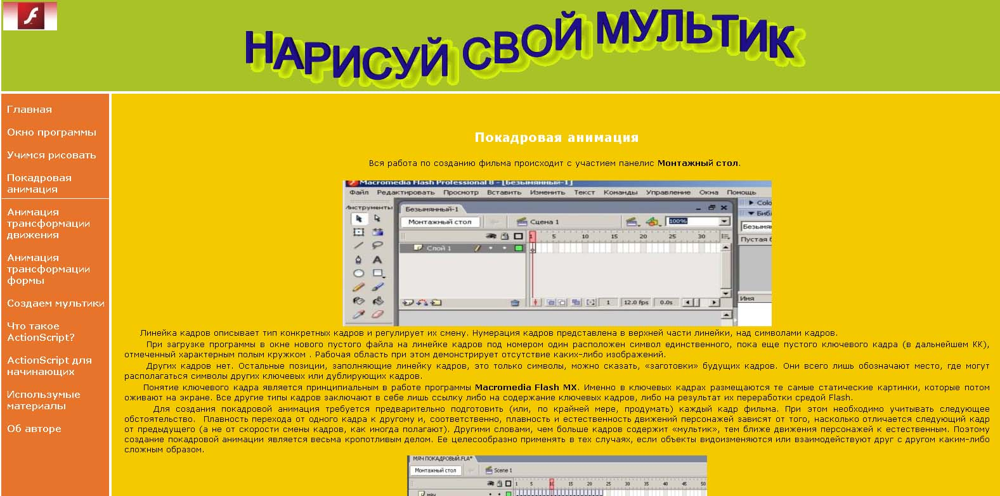 НАРИСУЙ СВОЙ МУЛЬТИК
Главная
Окно программы
Учимся рисовать
Покадровая
анимация
Анимация
трансформации
движения
Анимация
трансформации
формы
Создаем мультики
Что такое
ActionScript?
ActionScript для
начинающих
Использумые
материалы
Об авторе
Покадровая анимация
Вся работа по созданию фильма происходит с участием панелис Монтажный стол.
Macromedia Flash Professional 8 - [Безымянный-1]
Файл Редактировать Просмотр Вставить Изменить Текст Команды Управление Окна Помощь
Инструменты
Безымянный-1
Colo
Монтажный стол
Сцена 1
100%
Биб
Безымян
1 5 10 15 20 25 30
Пустая б
Слой 1
Имя
1 12.0 fps 0.0s
Линейка кадров описывает тип конкретных кадров и регулирует их смену. Нумерация кадров представлена в верхней части линейки, над символами кадров.
При загрузке программы в окне нового пустого файла на линейке кадров под номером один расположен символ единственного, пока еще пустого ключевого кадра (в дальнейшем КК),
отмеченный характерным полым кружком . Рабочая область при этом демонстрирует отсутствие каких-либо изображений.
Других кадров нет. Остальные позиции, заполняющие линейку кадров, это только символы, можно сказать, «заготовки» будущих кадров. Они всего лишь обозначают место, где могут
располагаться символы других ключевых или дублирующих кадров.
Понятие ключевого кадра является принципиальным в работе программы Macromedia Flash MX. Именно в ключевых кадрах размещаются те самые статические картинки, которые потом
оживают на экране. Все другие типы кадров заключают в себе лишь ссылку либо на содержание ключевых кадров, либо на результат их переработки средой Flash.
Для создания покадровой анимация требуется предварительно подготовить (или, по крайней мере, продумать) каждый кадр фильма. При этом необходимо учитывать следующее
обстоятельство. Плавность перехода от одного кадра к другому и, соответственно, плавность и естественность движений персонажей зависят от того, насколько отличается следующий кадр
от предыдущего (а не от скорости смены кадров, как иногда полагают). Другими словами, чем больше кадров содержит «мультик», тем ближе движения персонажей к естественным. Поэтому
создание покадровой анимации является весьма кропотливым делом. Ее целесообразно применять в тех случаях, если объекты видоизменяются или взаимодействуют друг с другом каким-либо
сложным образом.
МЯЧ ПОКАДРОВЫЙ.FLA*
Монтажный стол
Scene 1
1 5 10 15 20 25 30 35 40 45 50
мяч